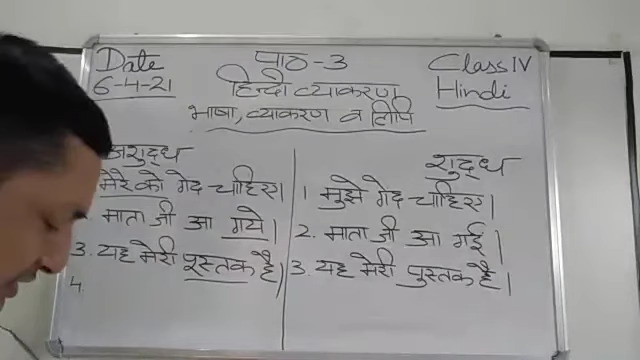 Date
6-4-21
पाठ-3
Class IV
Hindi
हिन्दी व्याकरण
भाषा, व्याकरण व लिपि
अशुद्ध
मेरे को गेंद चाहिए।
माता जी आ गये।
3. यह मेरी पूस्तक है।
4.
शुद्ध
1 मुझे गेंद चाहिए।
2. माता जी आ गई।
3. यह मेरी पुस्तक है।